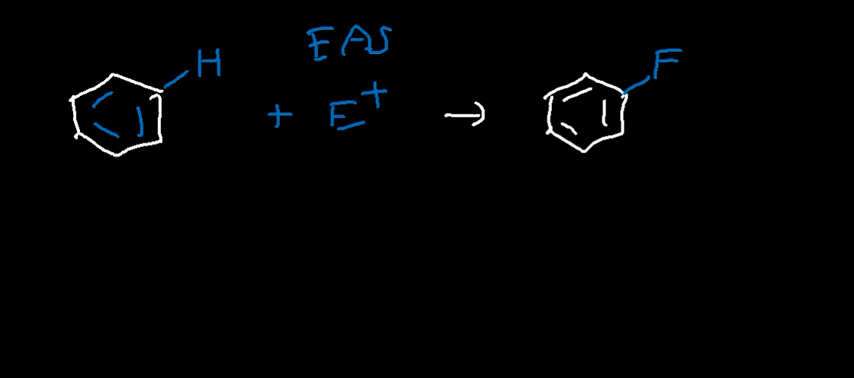 EAS
H
+ E+ → F